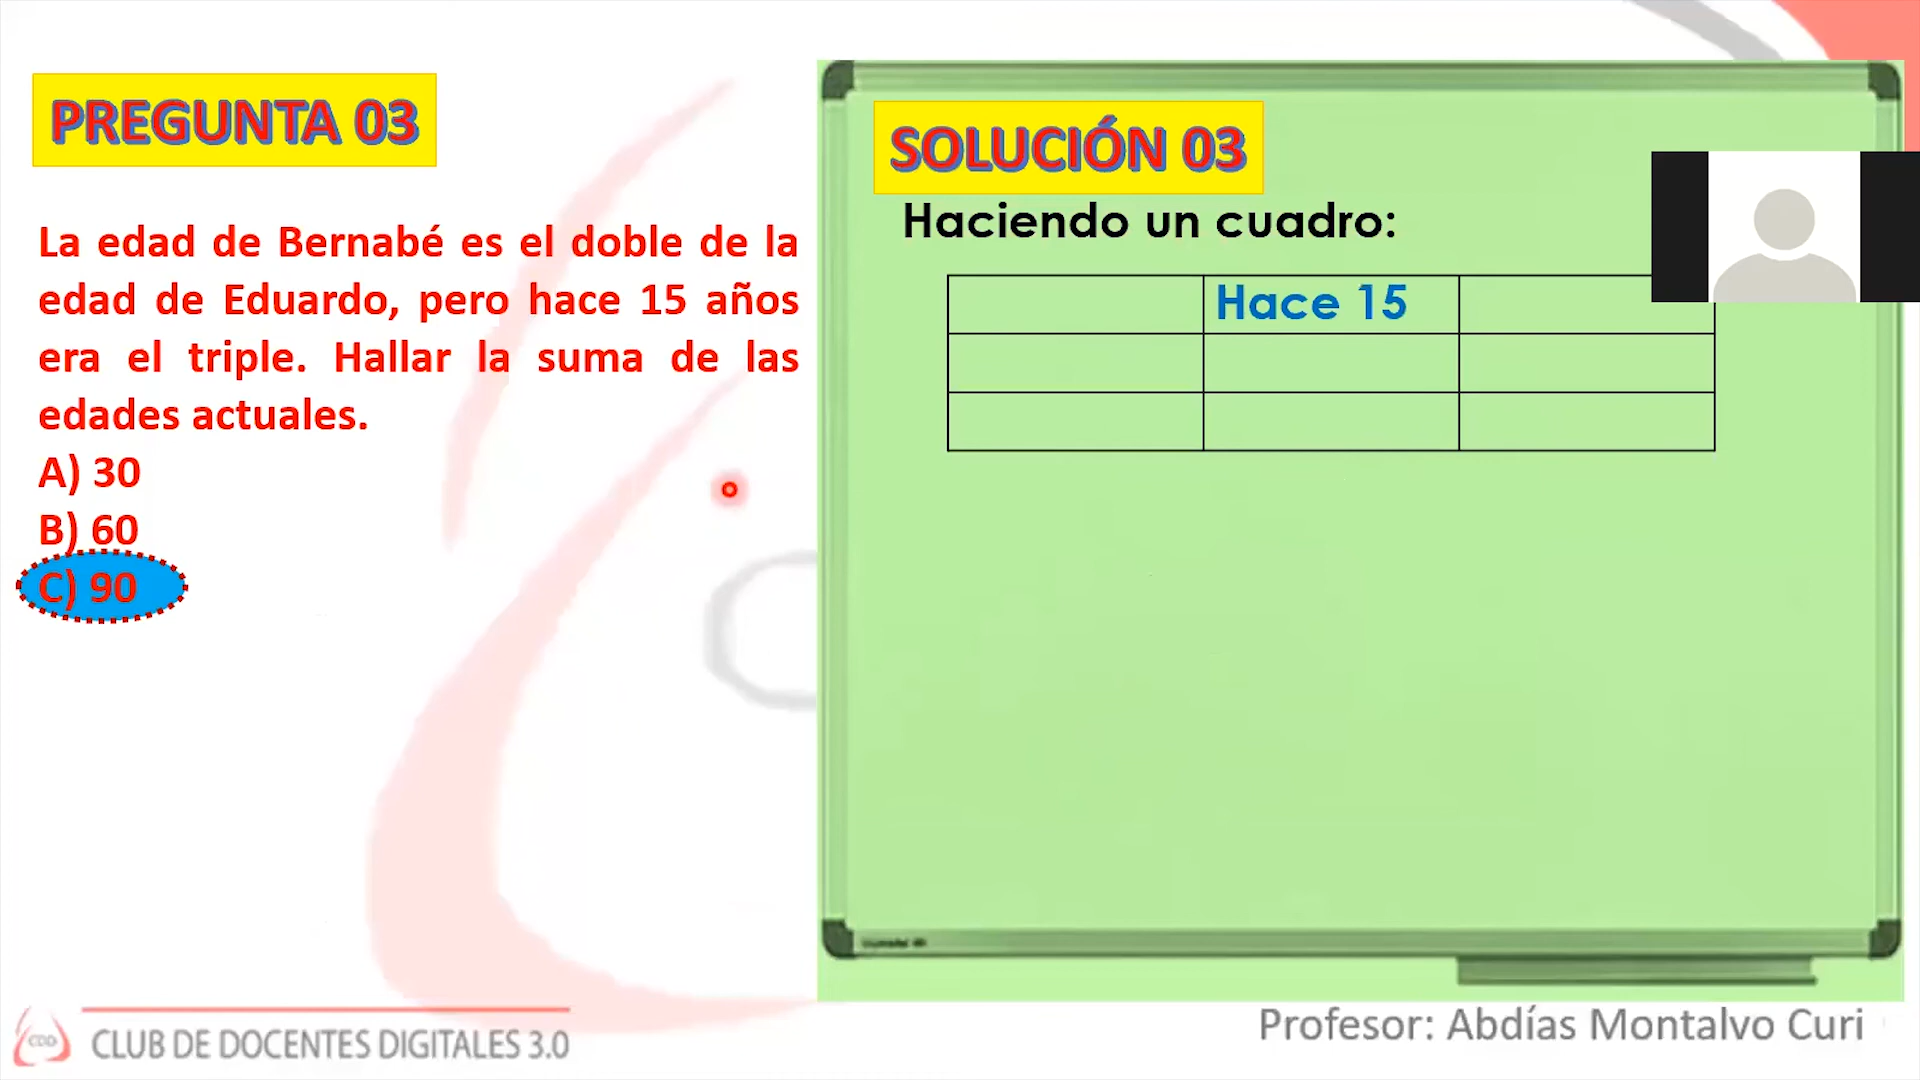 PREGUNTA 03
La edad de Bernabé es el doble de la
edad de Eduardo, pero hace 15 años
era el triple. Hallar la suma de las
edades actuales.
A) 30
B) 60
C) 90
SOLUCIÓN 03
Haciendo un cuadro:
Hace 15
CDD
CLUB DE DOCENTES DIGITALES 3.0
Profesor: Abdías Montalvo Curi